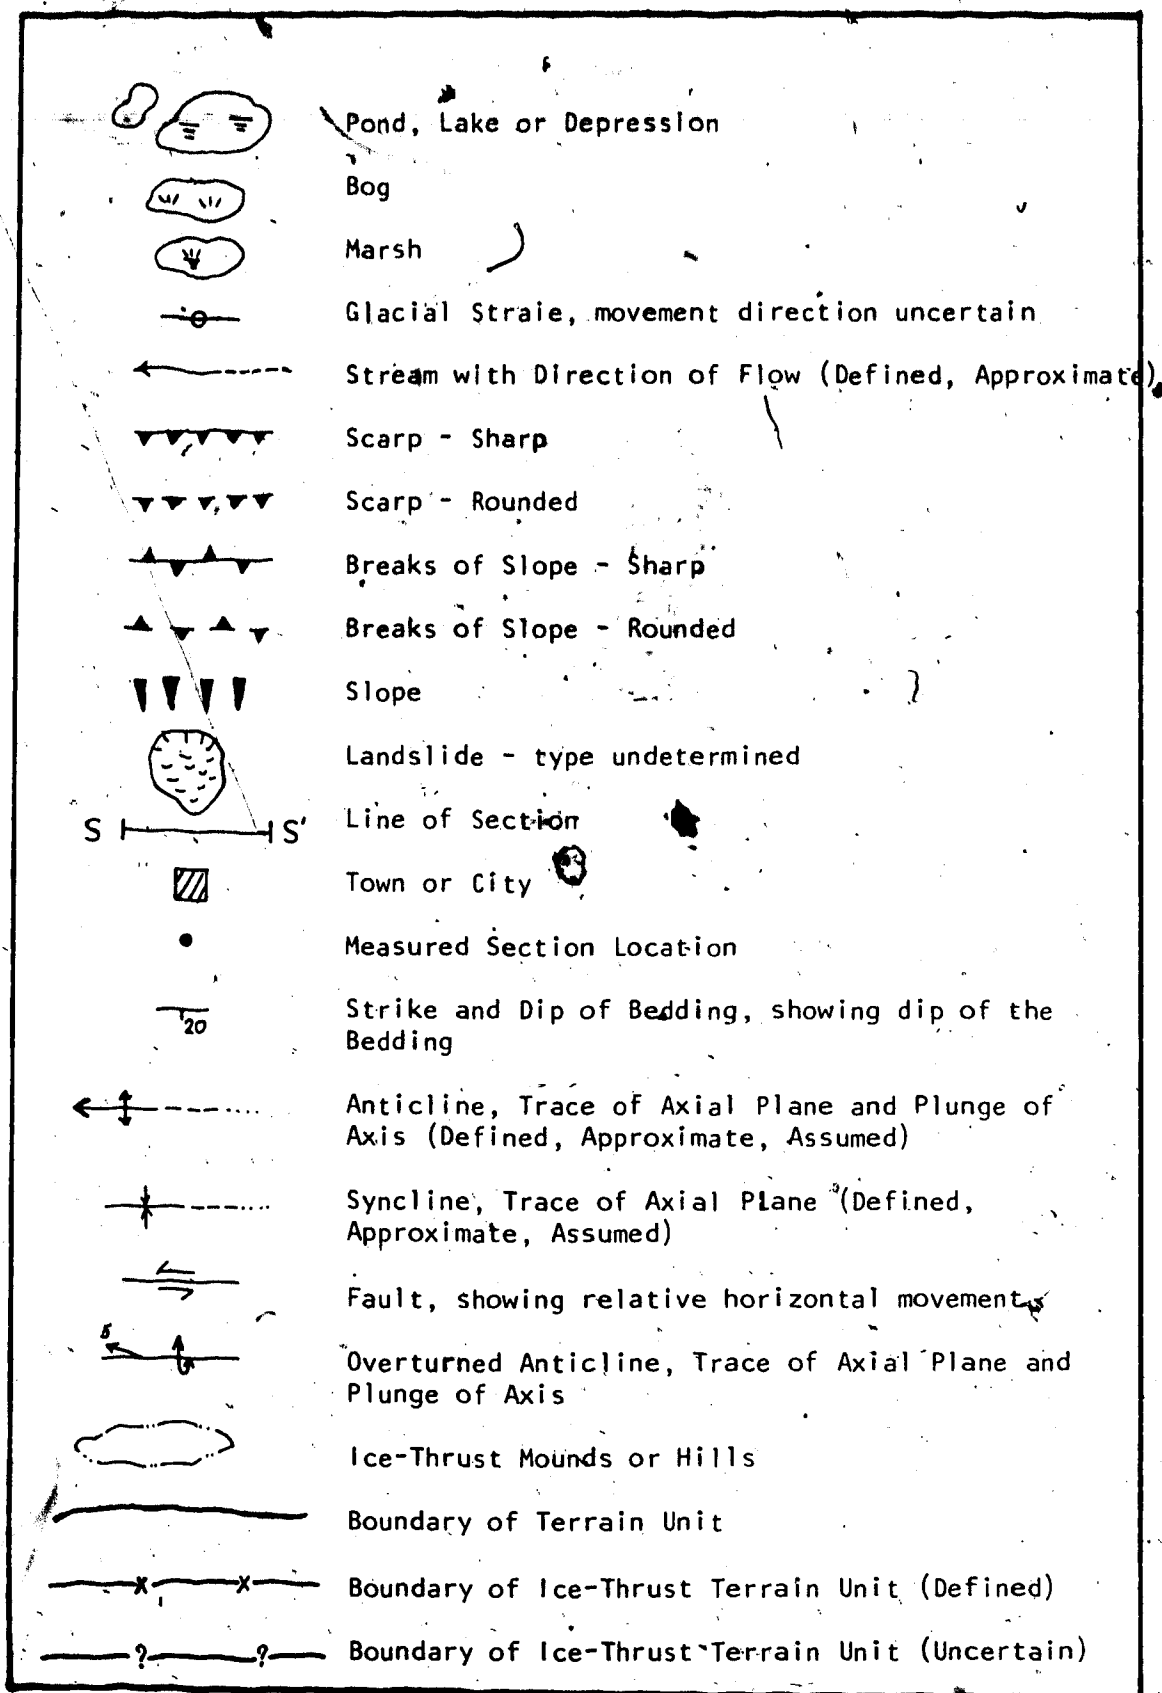 Pond, Lake or Depression
Bog
Marsh
Glacial Straie, movement direction uncertain
Stream with Direction of Flow (Defined, Approximate)
Scarp - Sharp
Scarp - Rounded
Breaks of Slope - Sharp
Breaks of Slope - Rounded
Slope
Landslide - type undetermined
S S' Line of Section
Town or City
Measured Section Location
20 Strike and Dip of Bedding, showing dip of the
Bedding
Anticline, Trace of Axial Plane and Plunge of
Axis (Defined, Approximate, Assumed)
Syncline, Trace of Axial Plane (Defined,
Approximate, Assumed)
Fault, showing relative horizontal movement
Overturned Anticline, Trace of Axial Plane and
Plunge of Axis
Ice-Thrust Mounds or Hills
Boundary of Terrain Unit
x x Boundary of Ice-Thrust Terrain Unit (Defined)
? ? Boundary of Ice-Thrust Terrain Unit (Uncertain)